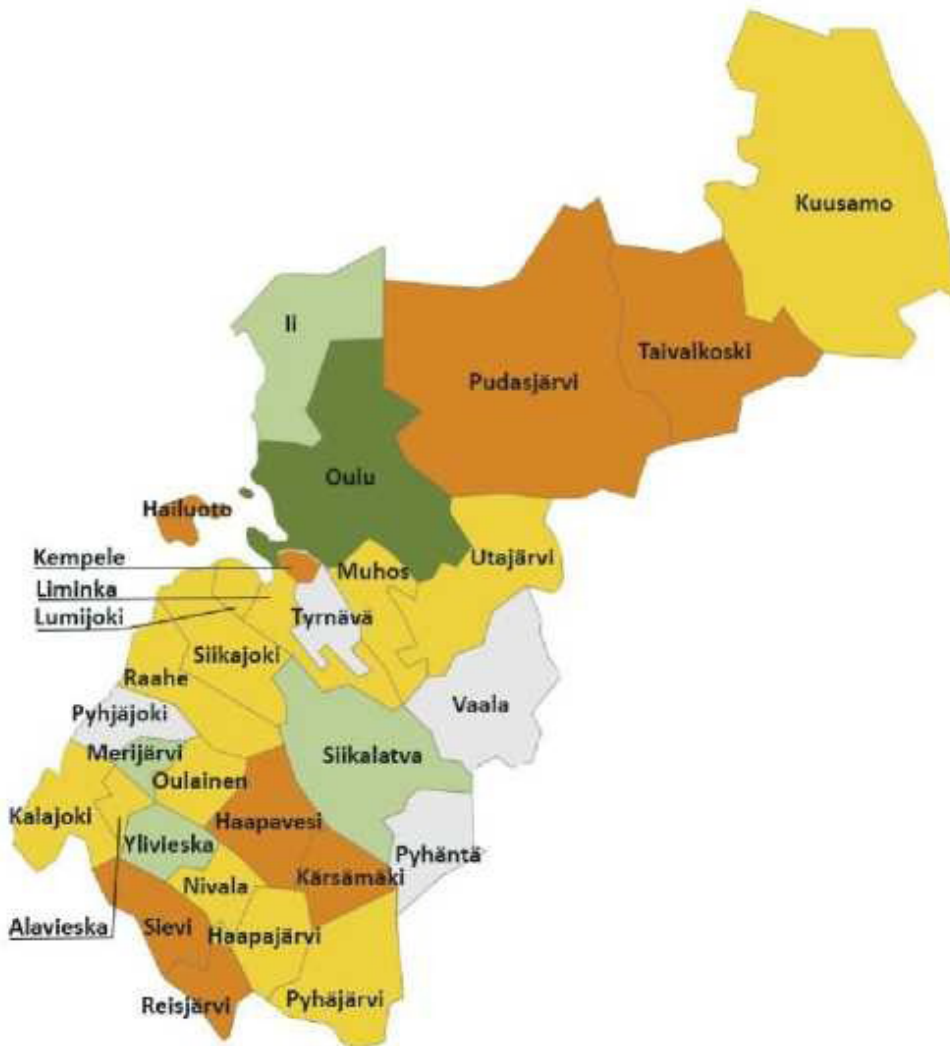 Kuusamo
Ii
Taivalkoski
Pudasjärvi
Oulu
Hailuoto
Kempele
Muhos
Utajärvi
Liminka
Lumijoki
Tyrnävä
Siikajoki
Raahe
Vaala
Pyhjäjoki
Merijärvi
Siikalatva
Oulainen
Kalajoki
Haapavesi
Ylivieska
Pyhäntä
Kärsämäki
Nivala
Alavieska
Sievi
Haapajärvi
Reisjärvi
Pyhäjärvi